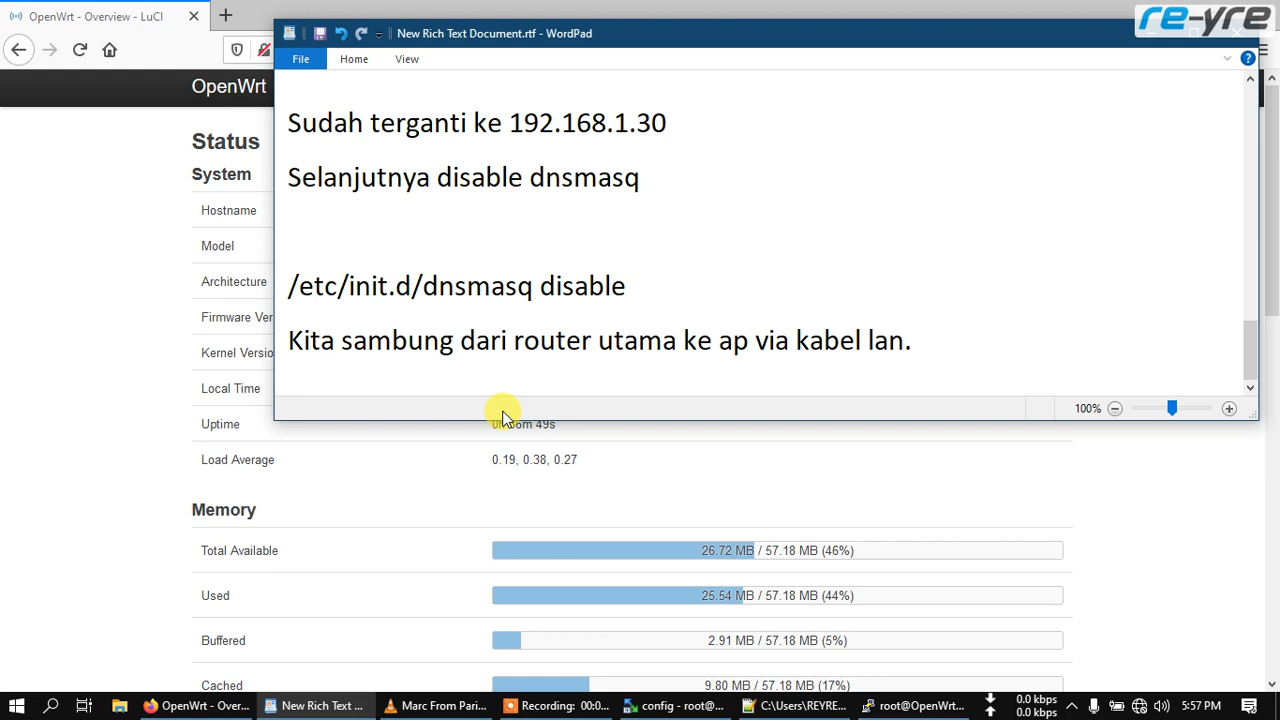 OpenWrt - Overview - LuCI
re-yre
New Rich Text Document.rtf - WordPad
File
Home
View
OpenWrt
Status
System
Hostname
Model
Architecture
Firmware Ver
Kernel Versio
Local Time
Uptime
49s
Load Average
0.19, 0.38, 0.27
Sudah terganti ke 192.168.1.30
Selanjutnya disable dnsmasq
/etc/init.d/dnsmasq disable
Kita sambung dari router utama ke ap via kabel lan.
100%
Memory
Total Available
26.72 MB / 57.18 MB (46%)
Used
25.54 MB / 57.18 MB (44%)
Buffered
2.91 MB / 57.18 MB (5%)
Cached
9.80 MB / 57.18 MB (17%)
OpenWrt - Over...
New Rich Text ...
Marc From Pari...
Recording: 00:0...
config - root@...
C:\Users\REYRE...
root@OpenWrt...
0.0 kbps
0.0 kbps
5:57 PM